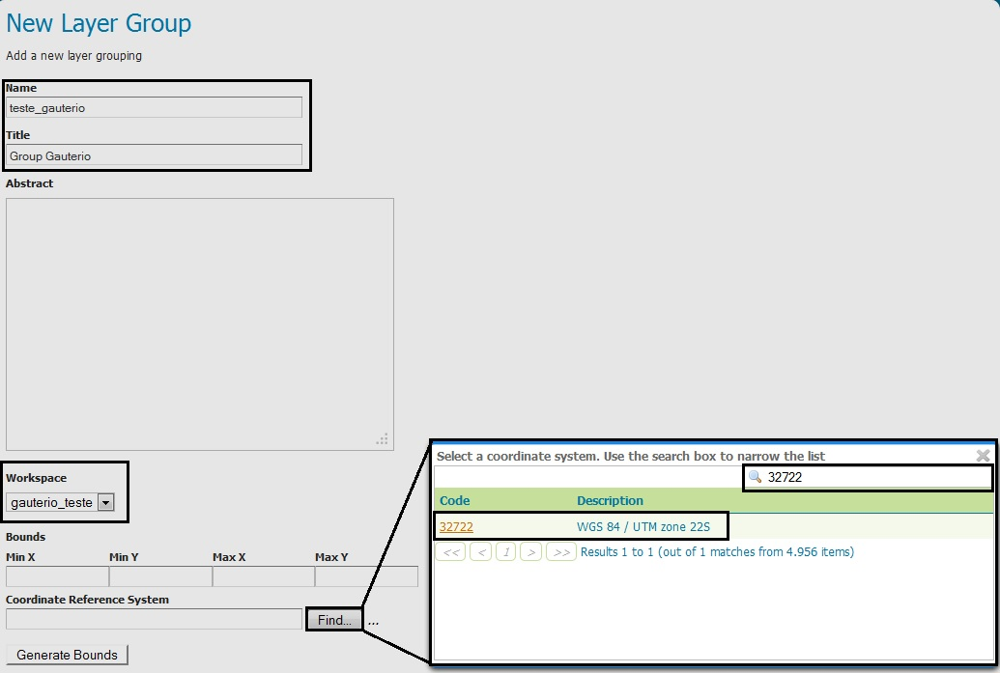 New Layer Group
Add a new layer grouping
Name
teste_gauterio
Title
Group Gauterio
Abstract
Workspace
gauterio_teste
Bounds
Min X Min Y Max X Max Y
Coordinate Reference System
Find... ...
Generate Bounds
Select a coordinate system. Use the search box to narrow the list
32722
Code Description
32722 WGS 84 / UTM zone 22S
<< < 1 > >> Results 1 to 1 (out of 1 matches from 4.956 items)